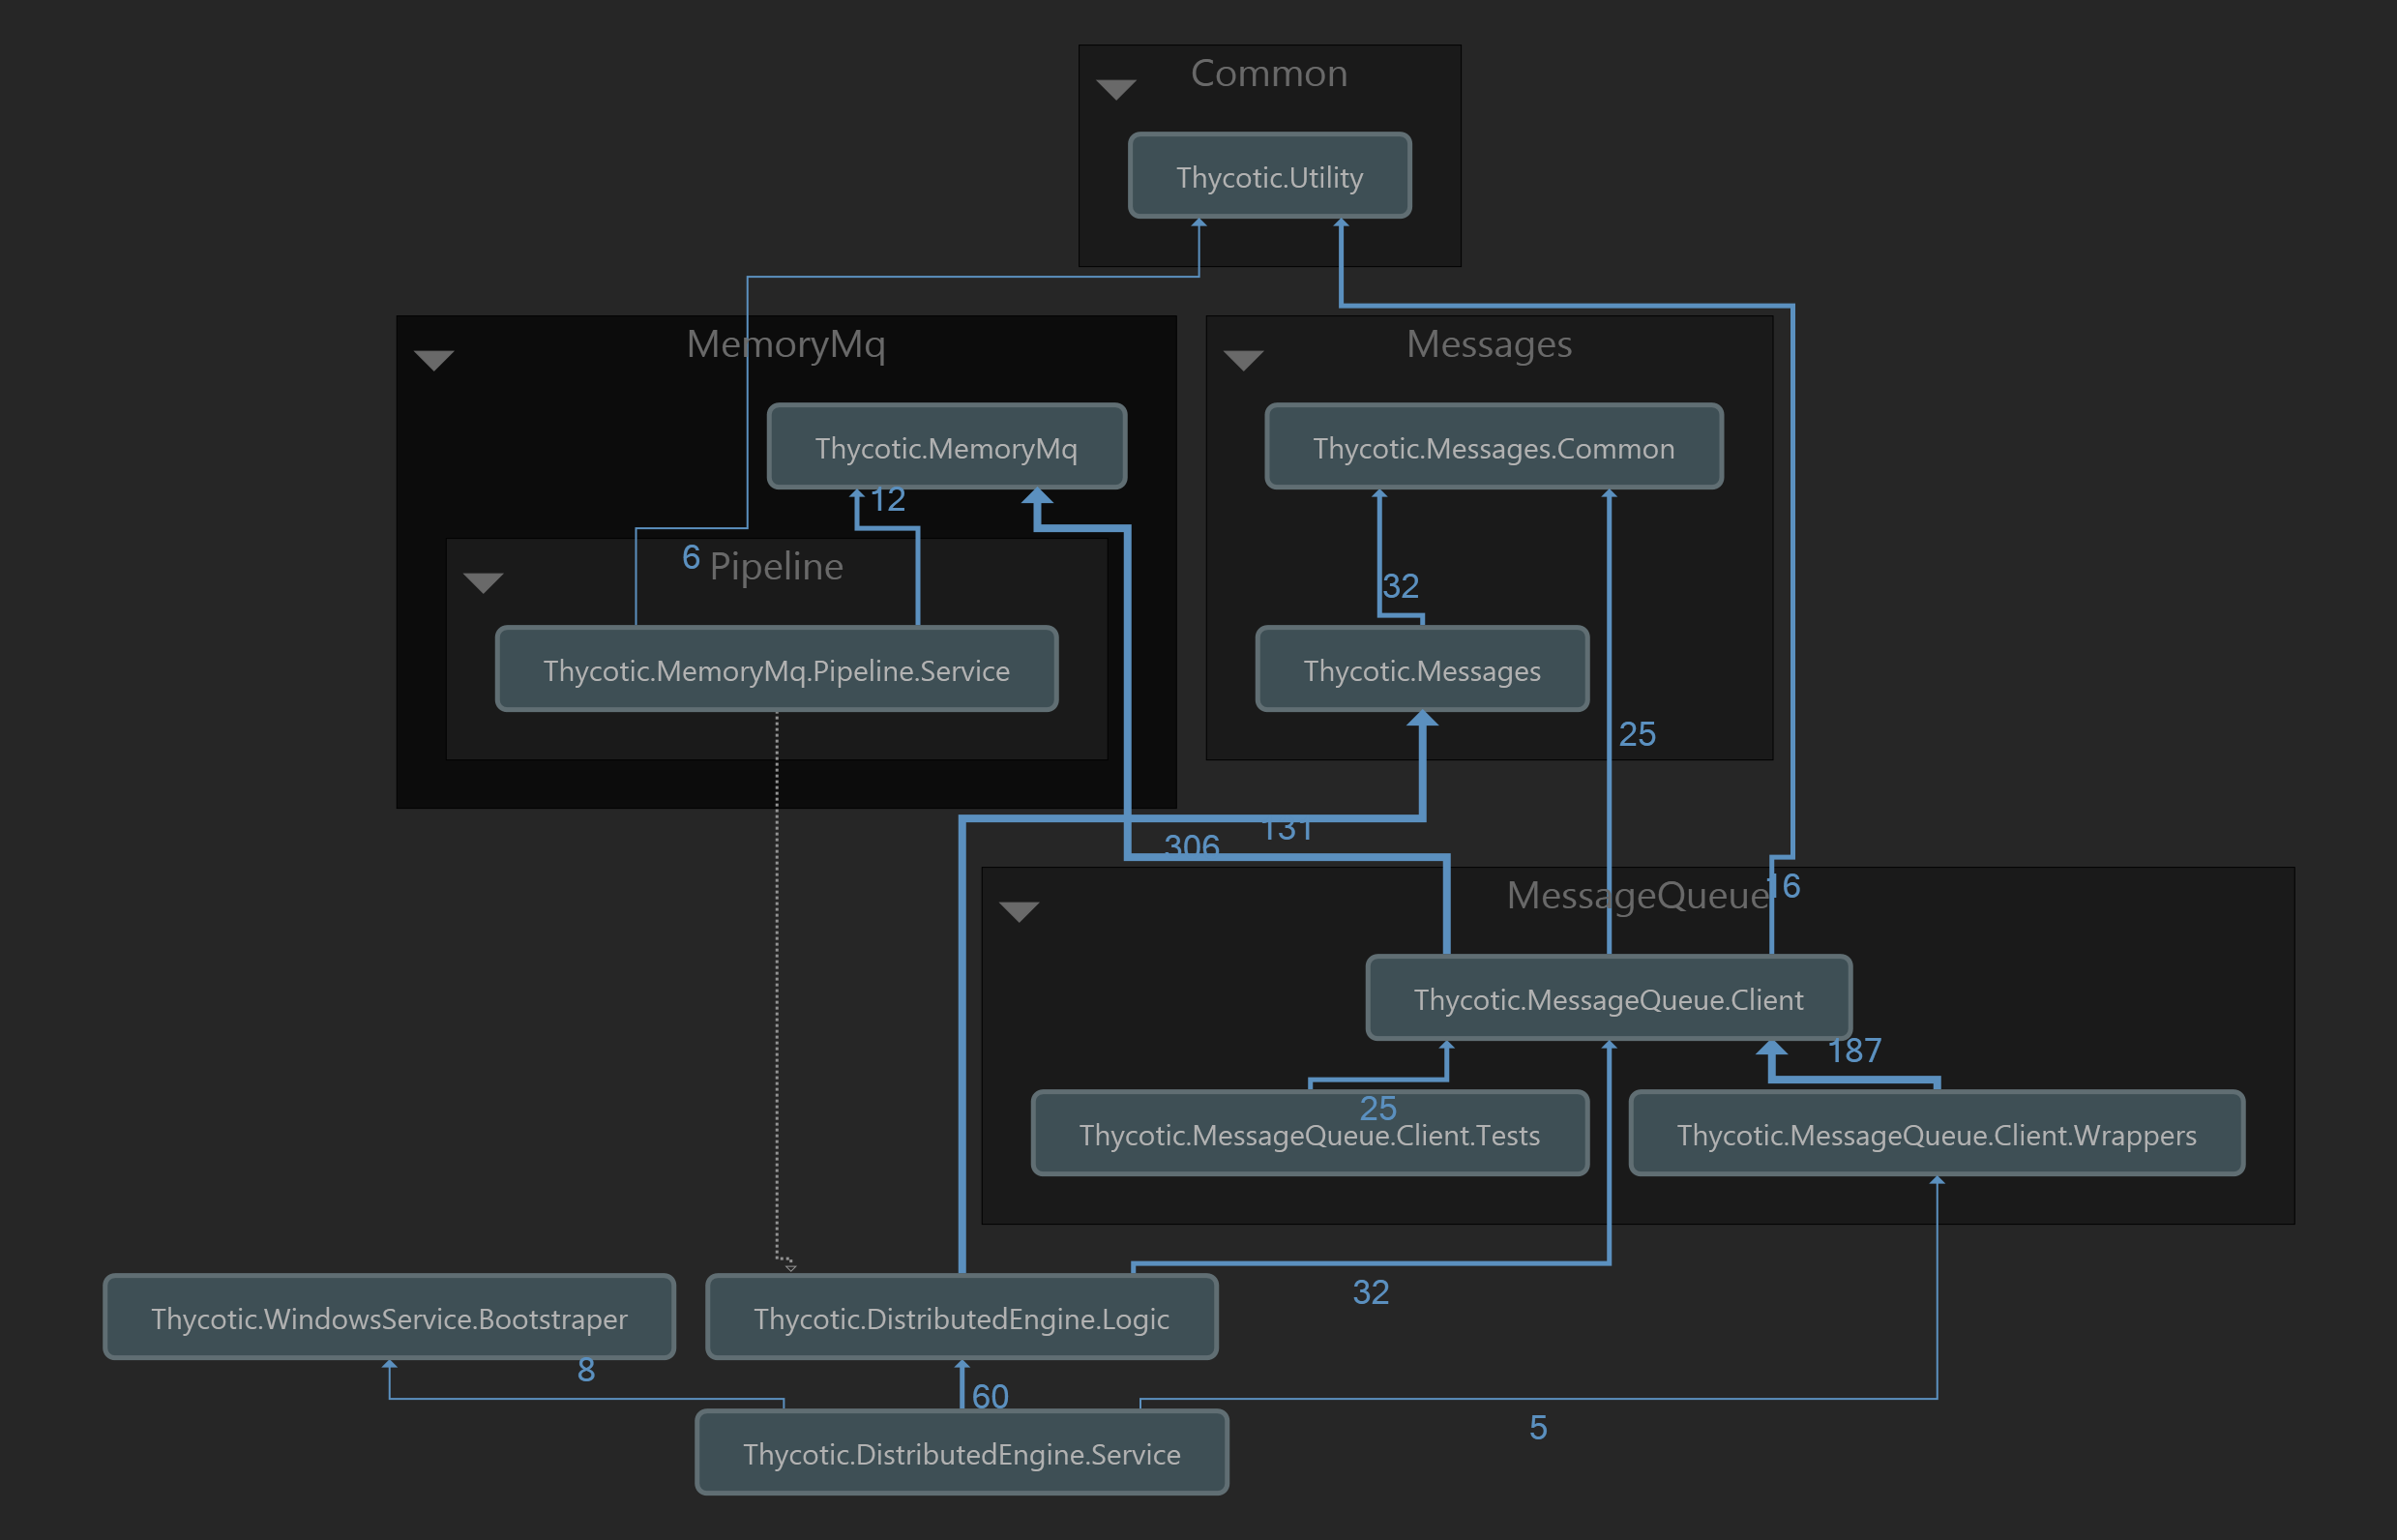 Common
Thycotic.Utility
MemoryMq
Messages
Thycotic.MemoryMq
Thycotic.Messages.Common
12
6
Pipeline
32
Thycotic.MemoryMq.Pipeline.Service
Thycotic.Messages
25
131
306
MessageQueue
16
Thycotic.MessageQueue.Client
187
25
Thycotic.MessageQueue.Client.Tests
Thycotic.MessageQueue.Client.Wrappers
32
Thycotic.WindowsService.Bootstraper
Thycotic.DistributedEngine.Logic
8
60
5
Thycotic.DistributedEngine.Service